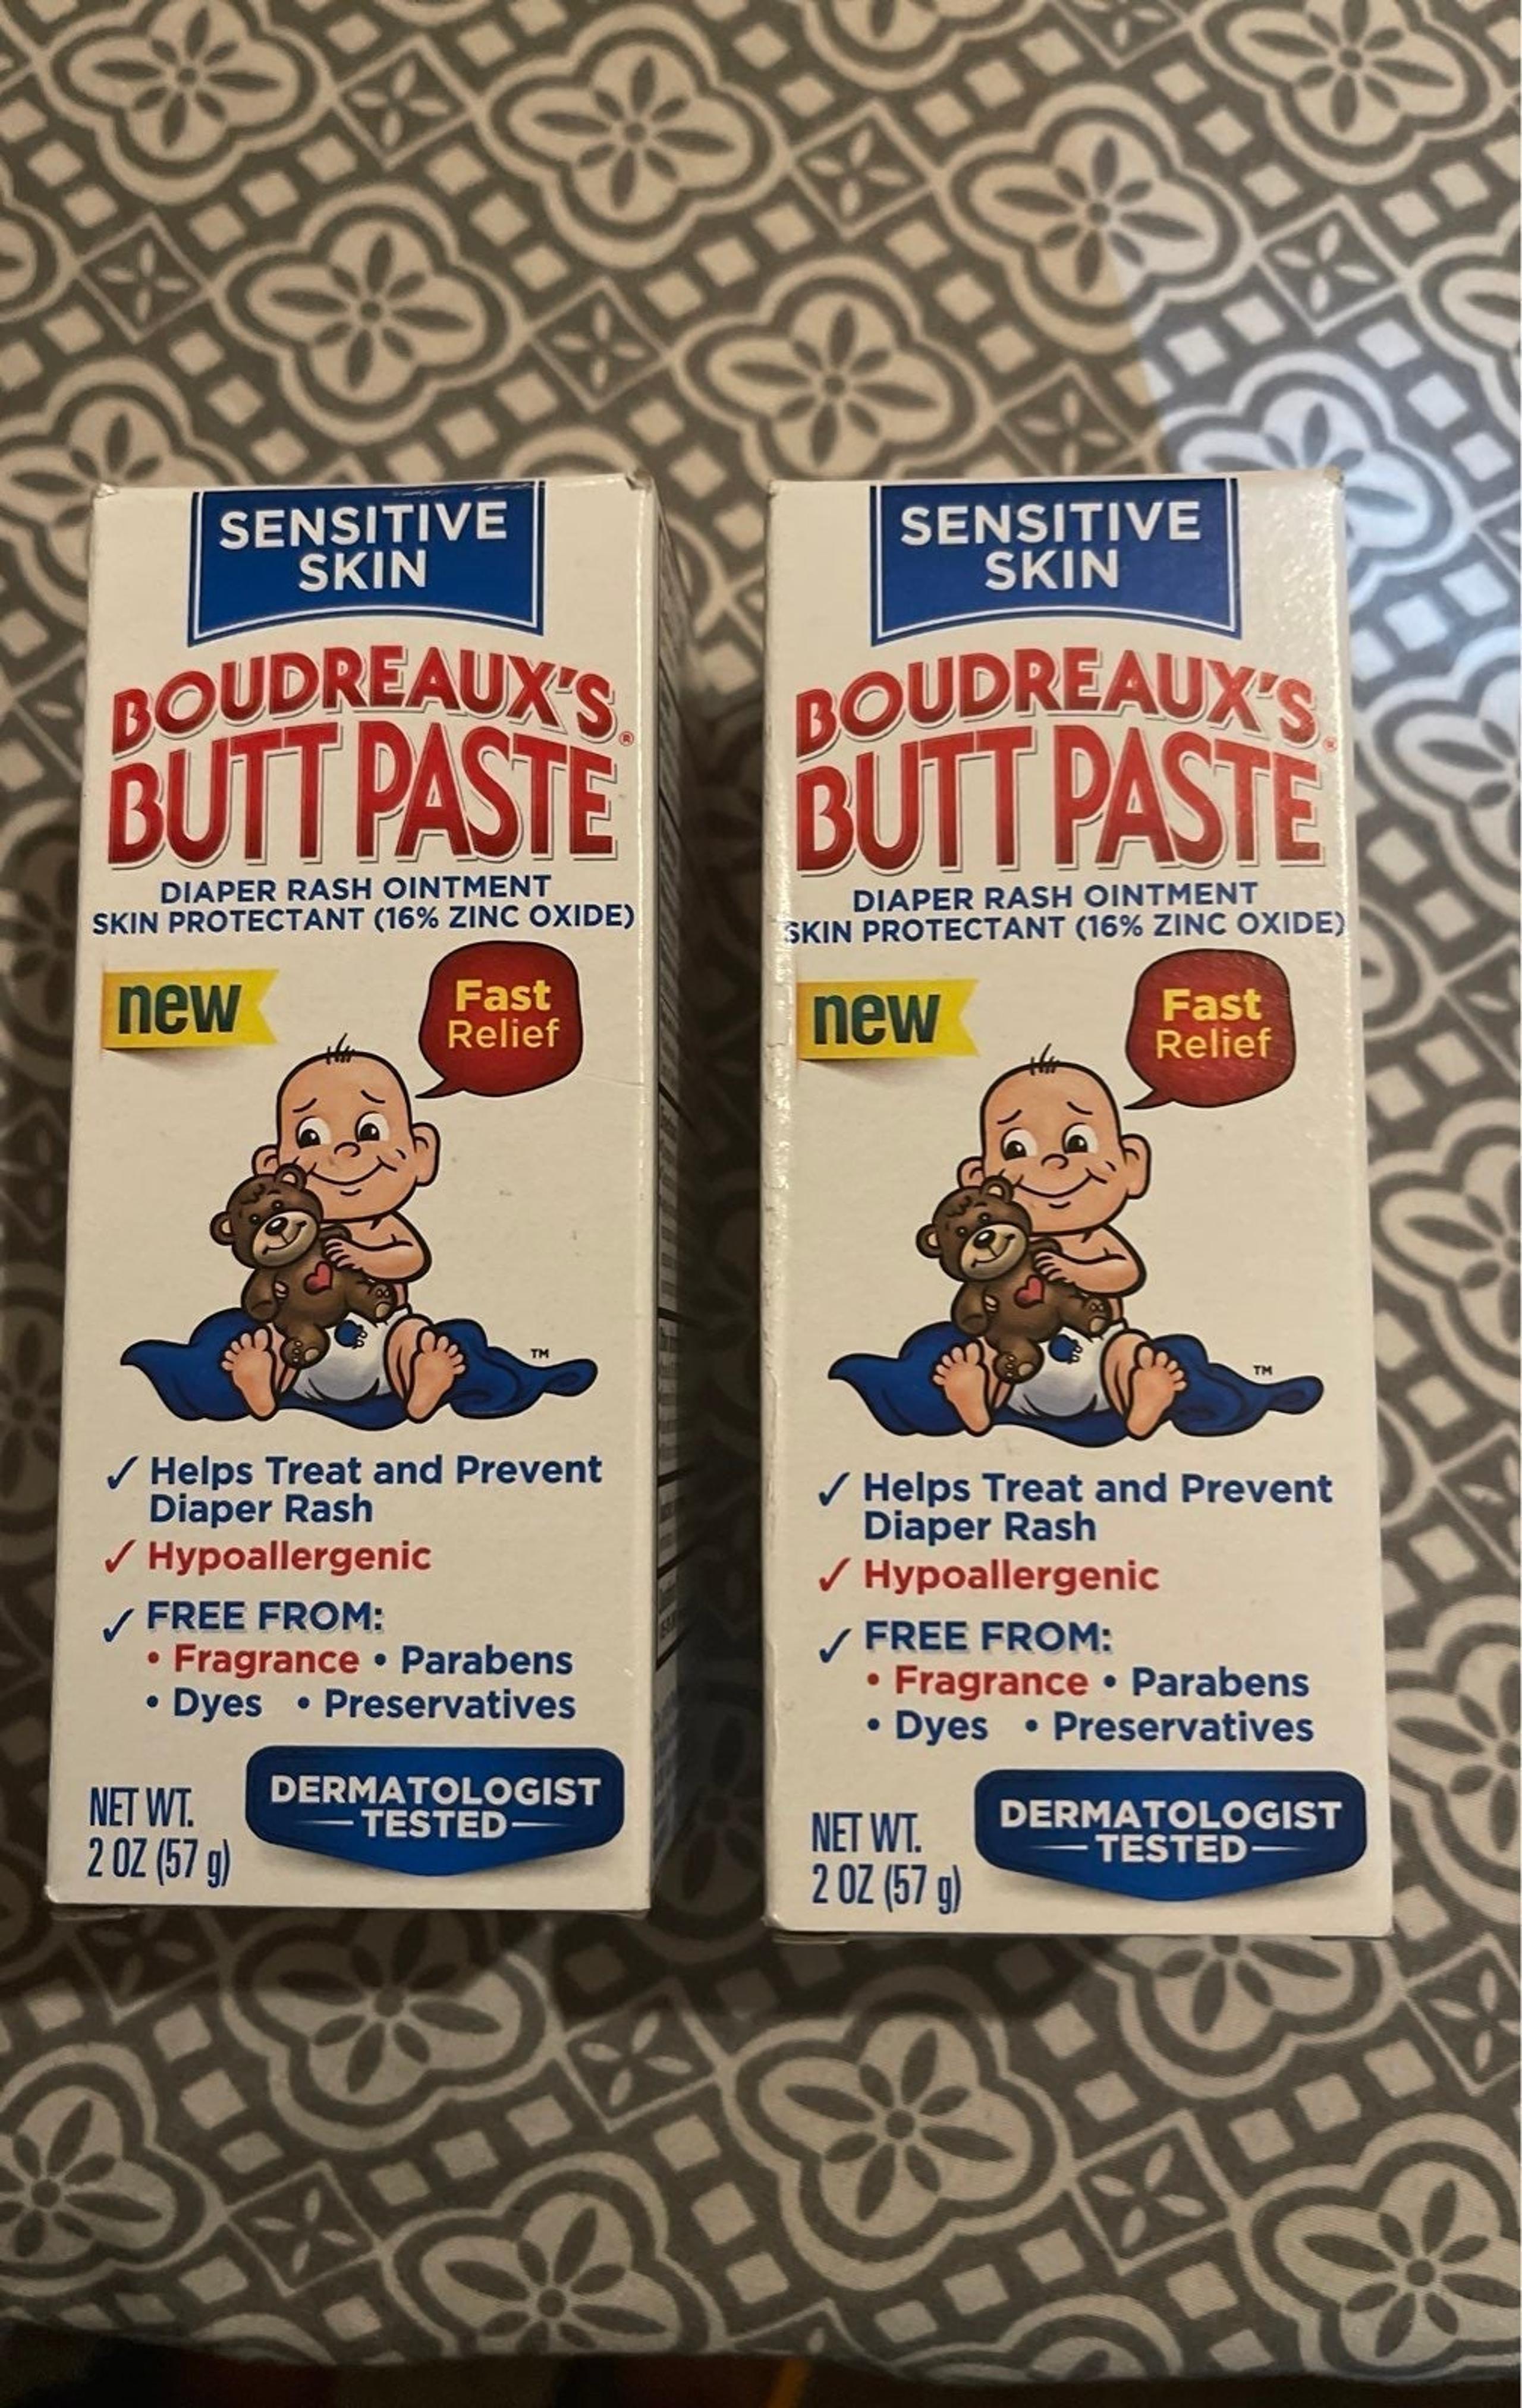 SENSITIVE
SKIN
BOUDREAUX'S
BUTT PASTE®
DIAPER RASH OINTMENT
SKIN PROTECTANT (16% ZINC OXIDE)
new
Fast
Relief
TM
✓ Helps Treat and Prevent
Diaper Rash
✓ Hypoallergenic
✓ FREE FROM:
• Fragrance • Parabens
• Dyes • Preservatives
NET WT.
2 OZ (57 g)
DERMATOLOGIST
TESTED
SENSITIVE
SKIN
BOUDREAUX'S
BUTT PASTE®
DIAPER RASH OINTMENT
SKIN PROTECTANT (16% ZINC OXIDE)
new
Fast
Relief
TM
✓ Helps Treat and Prevent
Diaper Rash
✓ Hypoallergenic
✓ FREE FROM:
• Fragrance • Parabens
• Dyes • Preservatives
NET WT.
2 OZ (57 g)
DERMATOLOGIST
TESTED